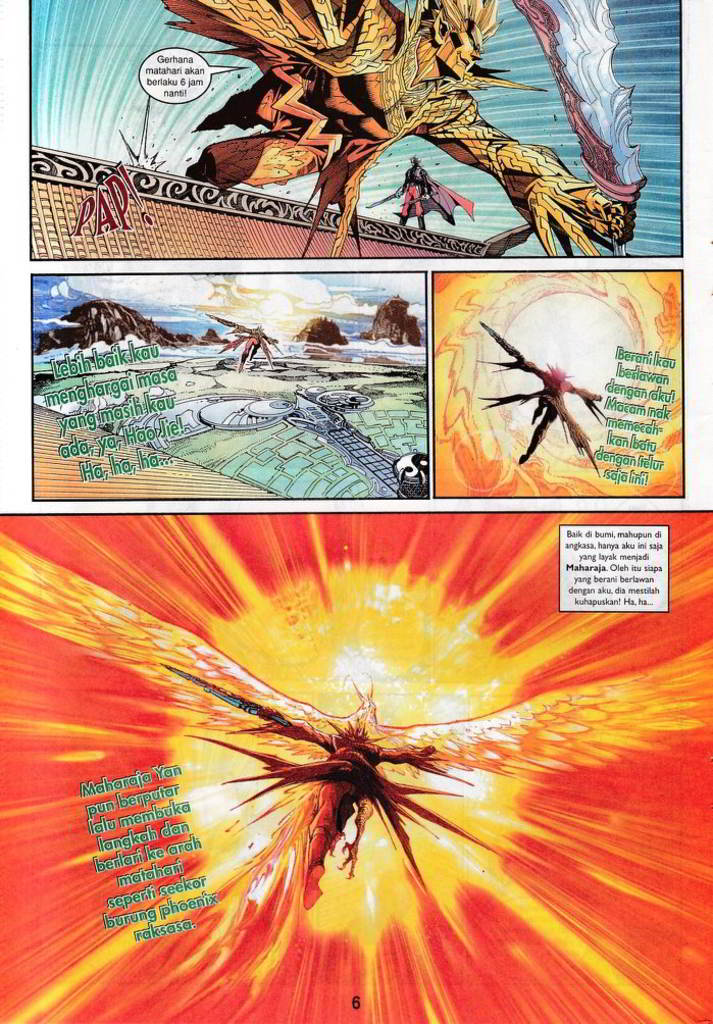 Gerhana
matahari akan
berlaku 6 jam
nanti!
PAP!
Lebih baik kau
menghargai masa
yang masih kau
ada, ya, Hao Jie!
Ha, ha, ha...
Berani kau
berlawan
dengan aku!
Macam nak
memecah-
kan batu
dengan telur
saja ini!
Baik di bumi, mahupun di
angkasa, hanya aku ini saja
yang layak menjadi
Maharaja. Oleh itu siapa
yang berani berlawan
dengan aku, dia mestilah
kuhapuskan! Ha, ha...
Maharaja Yan
pun berputar
lalu membuka
langkah dan
berlari ke arah
matahari
seperti seekor
burung phoenix
raksasa.
6